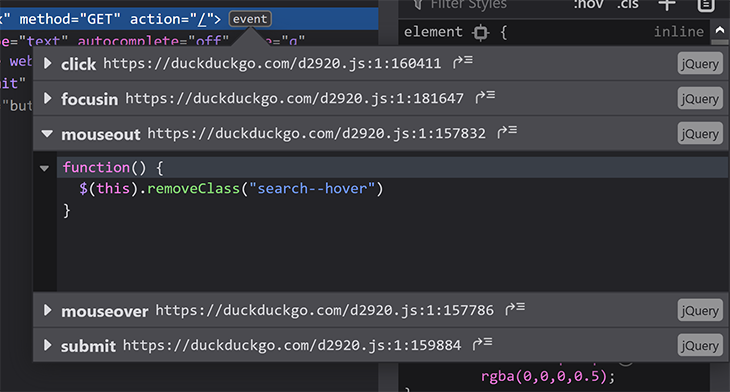 " method="GET" action="/"> event
Filter Styles :hov .cls +
="text" autocomplete="off"
element { inline
web
click https://duckduckgo.com/d2920.js:1:160411 jQuery
focusin https://duckduckgo.com/d2920.js:1:181647 jQuery
"but
mouseout https://duckduckgo.com/d2920.js:1:157832 jQuery
function() {
$(this).removeClass("search--hover")
}
mouseover https://duckduckgo.com/d2920.js:1:157786 jQuery
submit https://duckduckgo.com/d2920.js:1:159884 jQuery
rgba(0,0,0,0.5);